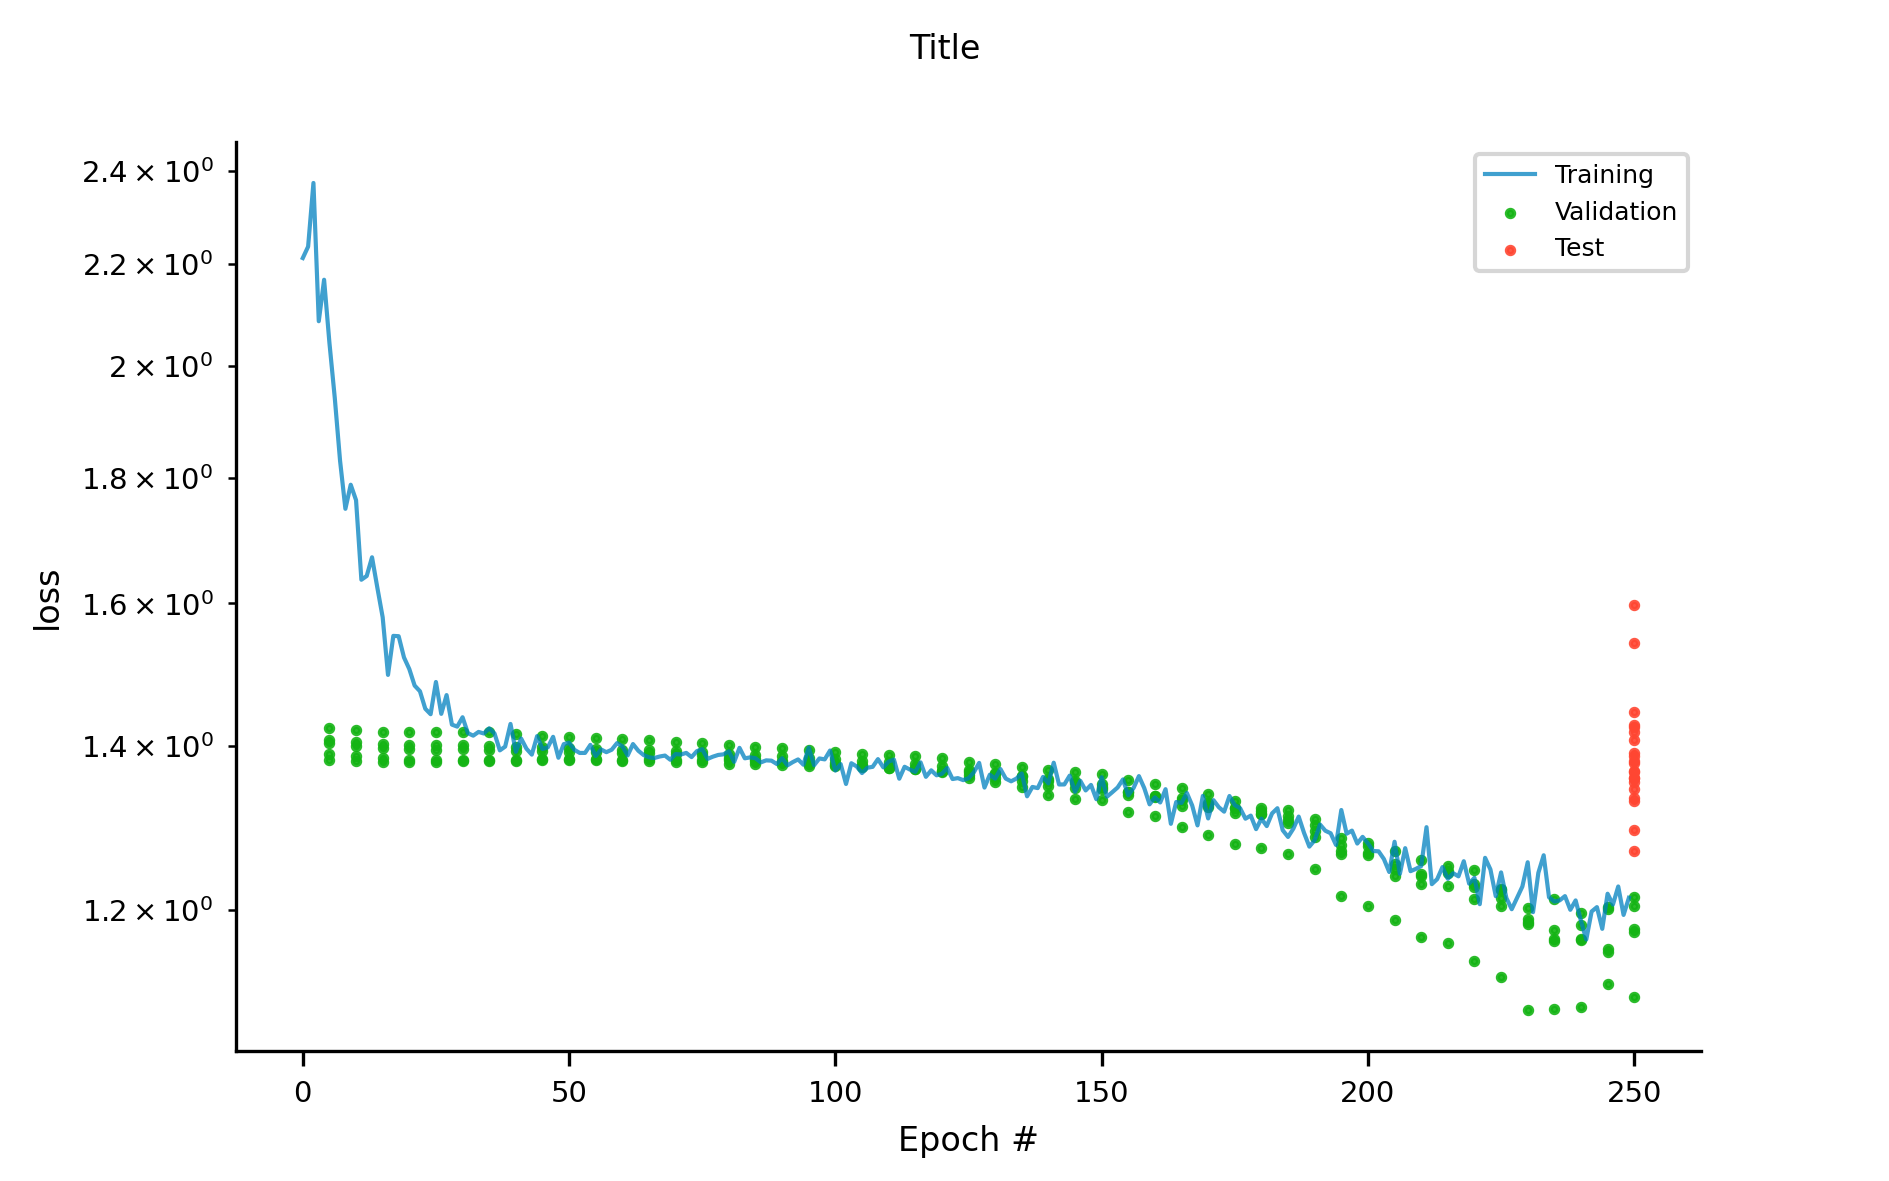 Title
2.4 × 10⁰
2.2 × 10⁰
2 × 10⁰
1.8 × 10⁰
1.6 × 10⁰
1.4 × 10⁰
1.2 × 10⁰
loss
Training
Validation
Test
0 50 100 150 200 250
Epoch #